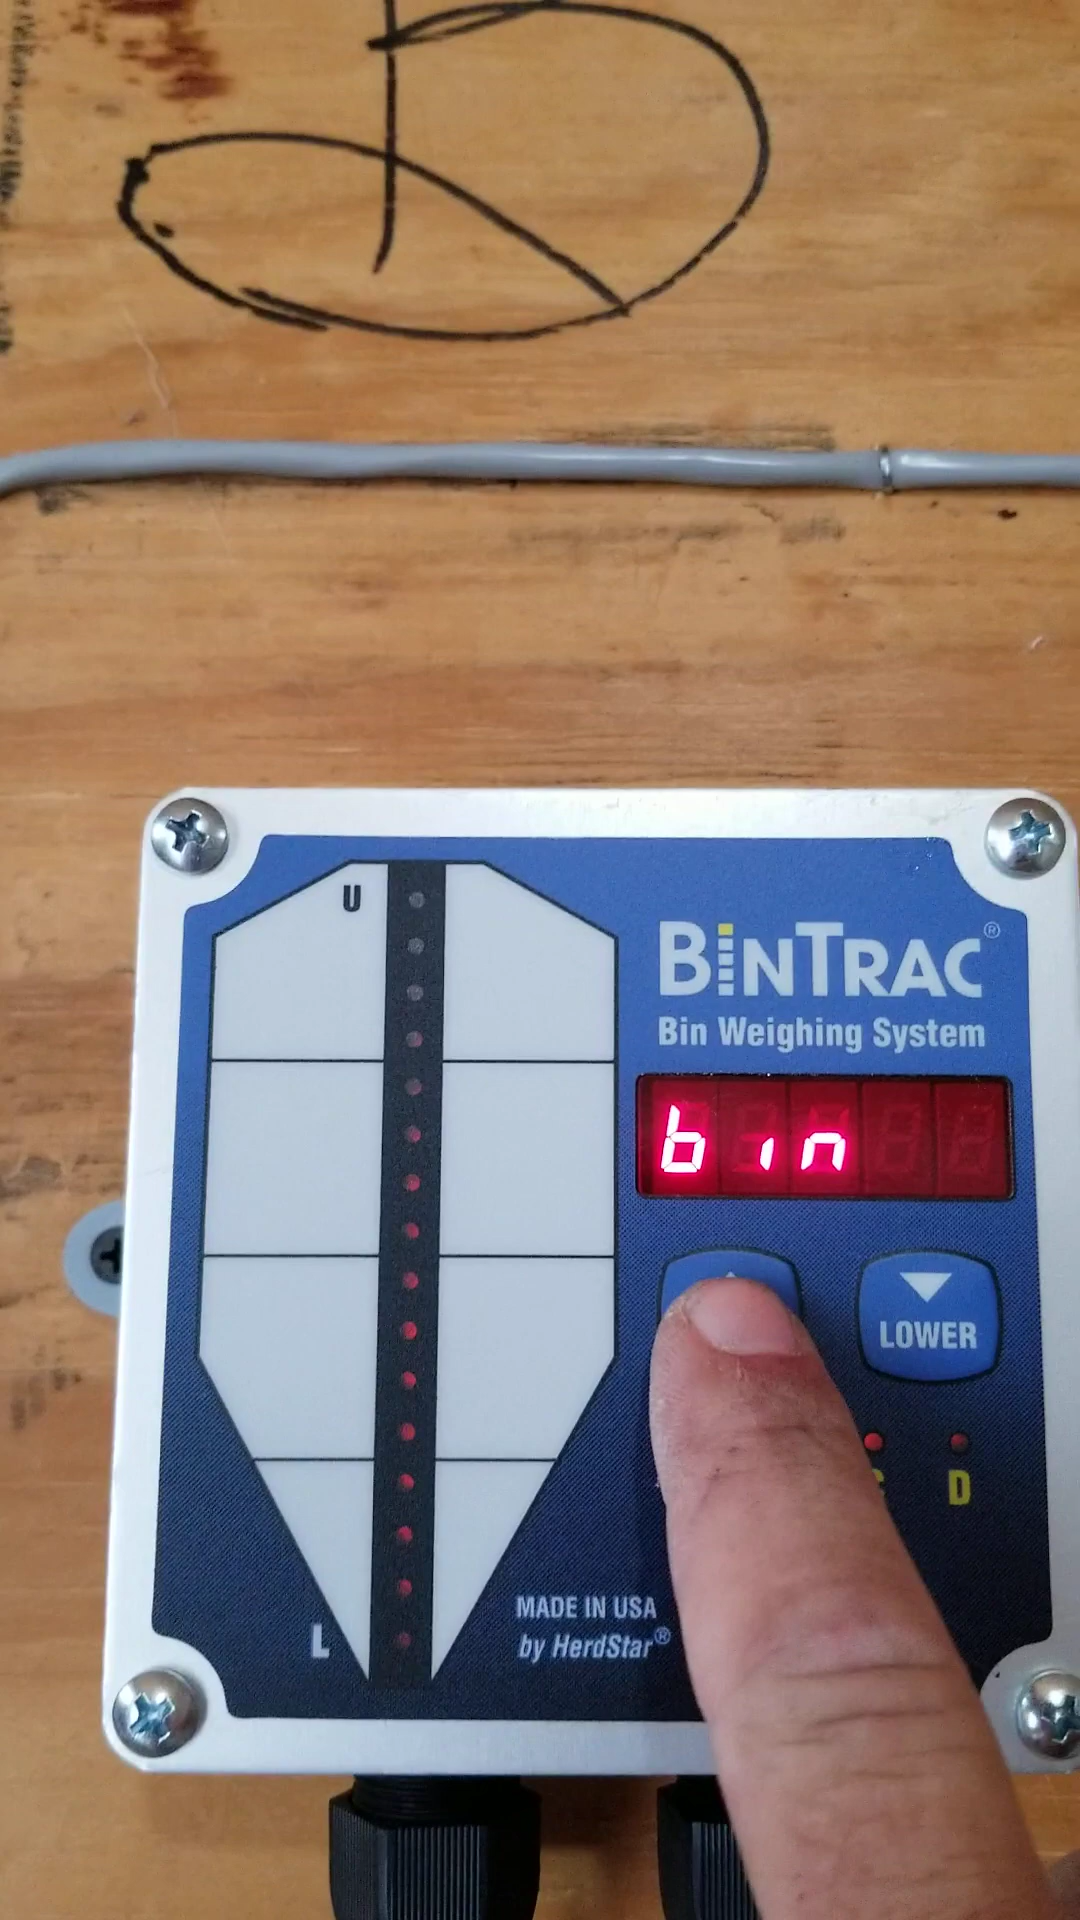 U
BINTRAC®
Bin Weighing System
bin
LOWER
D
MADE IN USA
by HerdStar®
L